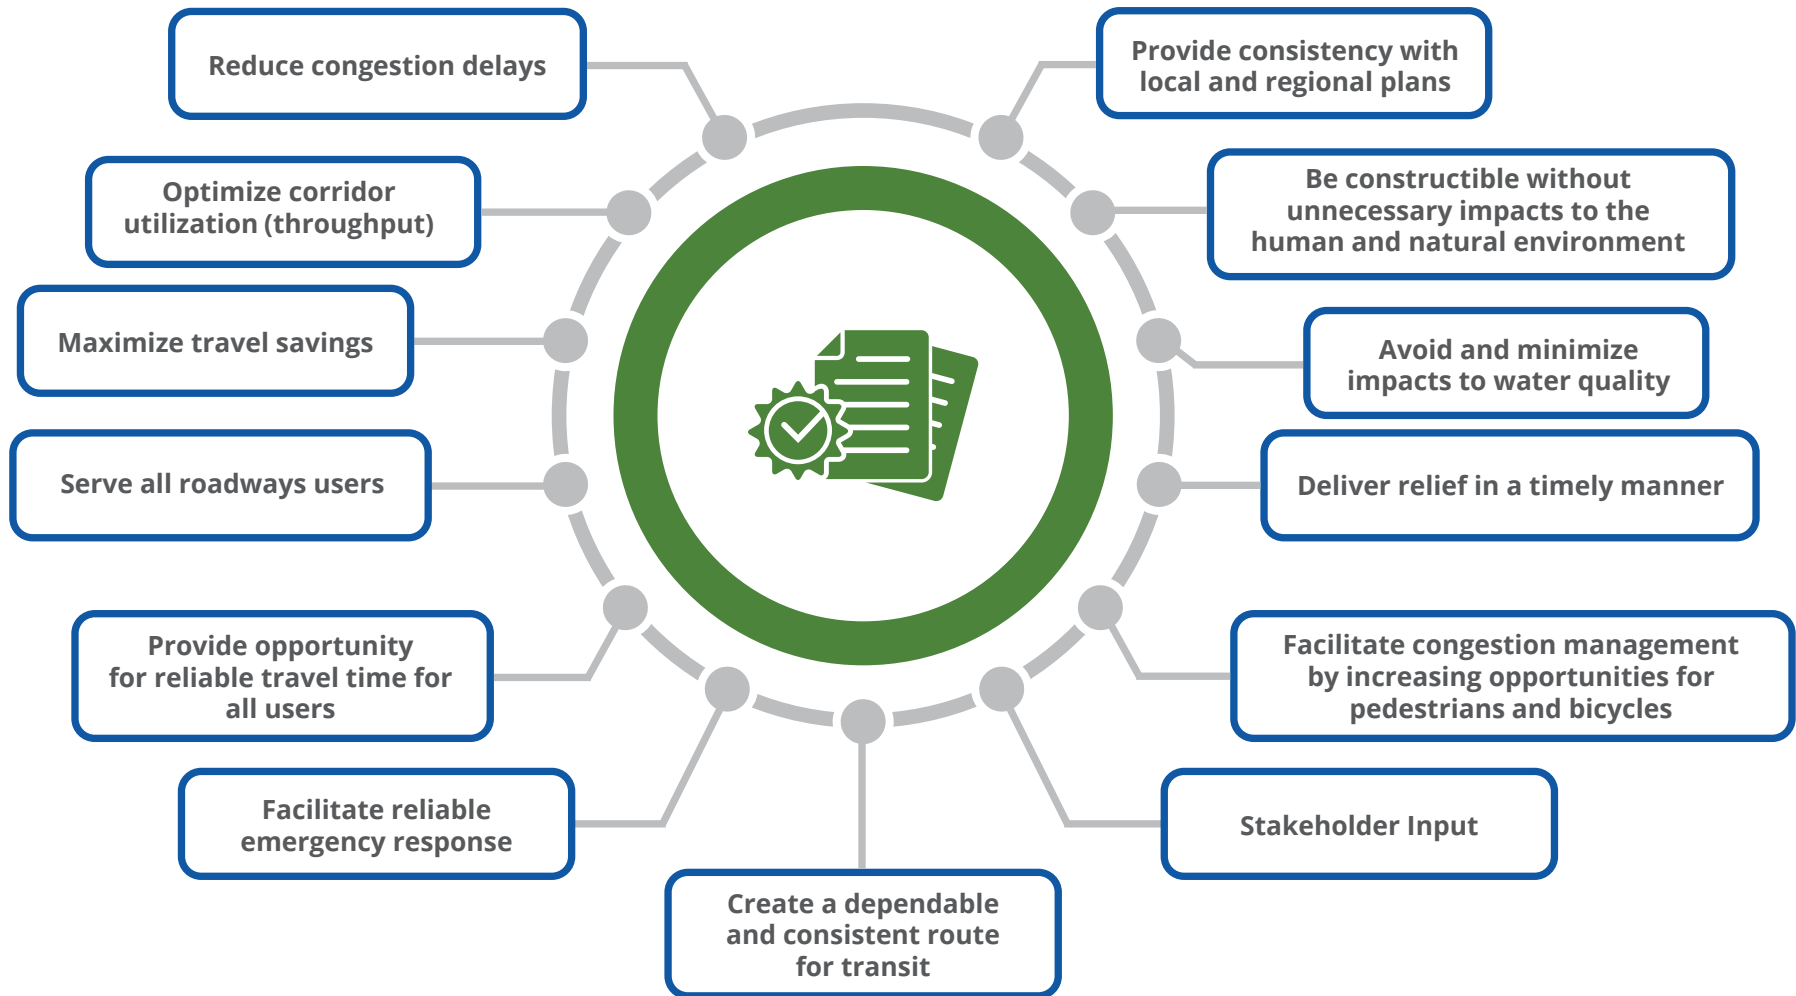 Reduce congestion delays
Provide consistency with
local and regional plans
Optimize corridor
utilization (throughput)
Be constructible without
unnecessary impacts to the
human and natural environment
Maximize travel savings
Avoid and minimize
impacts to water quality
Serve all roadways users
Deliver relief in a timely manner
Provide opportunity
for reliable travel time for
all users
Facilitate congestion management
by increasing opportunities for
pedestrians and bicycles
Facilitate reliable
emergency response
Stakeholder Input
Create a dependable
and consistent route
for transit